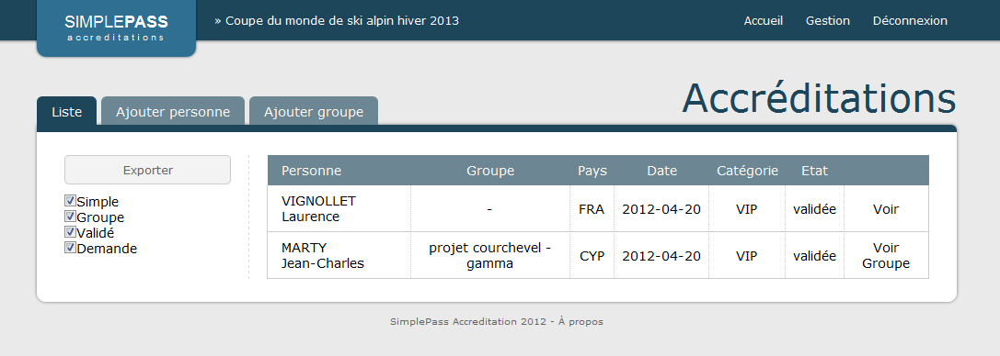 SIMPLEPASS
accreditations
» Coupe du monde de ski alpin hiver 2013
Accueil Gestion Déconnexion
Accréditations
Liste Ajouter personne Ajouter groupe
Exporter
Simple
Groupe
Validé
Demande
Personne Groupe Pays Date Catégorie Etat
VIGNOLLET
Laurence
- FRA 2012-04-20 VIP validée Voir
MARTY
Jean-Charles
projet courchevel -
gamma
CYP 2012-04-20 VIP validée
Voir
Groupe
SimplePass Accreditation 2012 - À propos